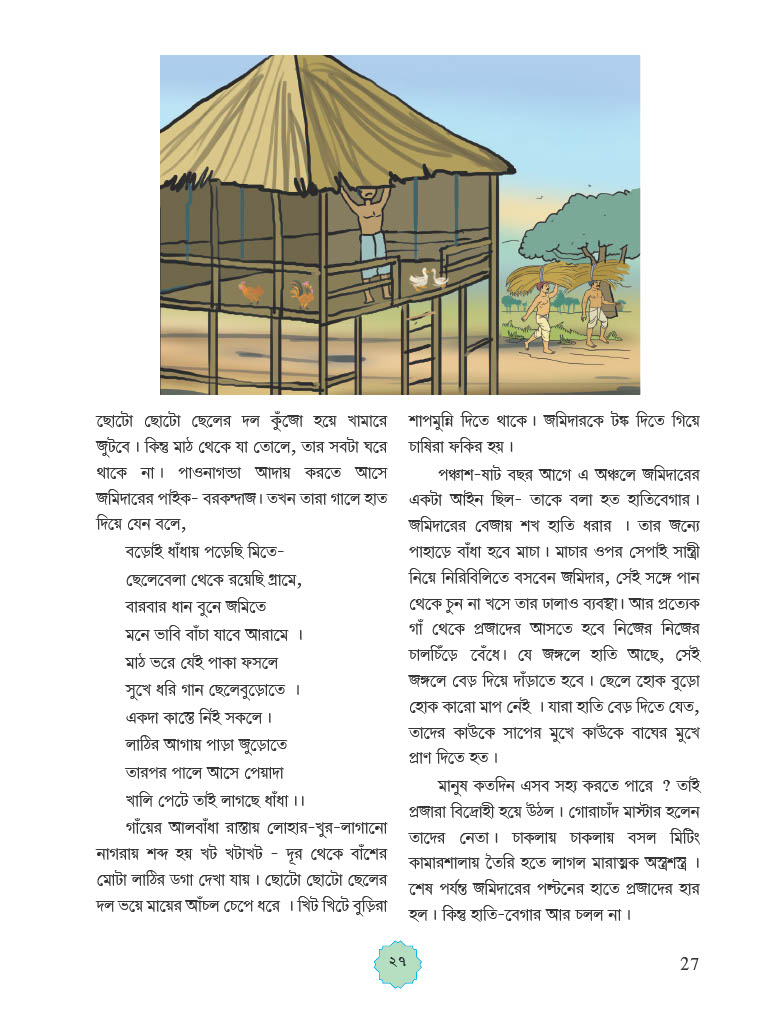 ছোটো ছোটো ছেলের দল কুঁজো হয়ে খামারে
জুটবে। কিন্তু মাঠ থেকে যা তোলে, তার সবটা ঘরে
থাকে না। পাওনাগন্ডা আদায় করতে আসে
জমিদারের পাইক- বরকন্দাজ। তখন তারা গালে হাত
দিয়ে যেন বলে,
বড়োই ধাঁধায় পড়েছি মিতে-
ছেলেবেলা থেকে রয়েছি গ্রামে,
বারবার ধান বুনে জমিতে
মনে ভাবি বাঁচা যাবে আরামে ।
মাঠ ভরে যেই পাকা ফসলে
সুখে ধরি গান ছেলেবুড়োতে ।
একদা কাস্তে নিই সকলে।
লাঠির আগায় পাড়া জুড়োতে
তারপর পালে আসে পেয়াদা
খালি পেটে তাই লাগছে ধাঁধা।।
গাঁয়ের আলবাঁধা রাস্তায় লোহার-খুর-লাগানো
নাগরায় শব্দ হয় খট খটাখট - দূর থেকে বাঁশের
মোটা লাঠির ডগা দেখা যায়। ছোটো ছোটো ছেলের
দল ভয়ে মায়ের আঁচল চেপে ধরে । খিট খিটে বুড়িরা
শাপমুন্নি দিতে থাকে। জমিদারকে টঙ্ক দিতে গিয়ে
চাষিরা ফকির হয়।
পঞ্চাশ-ষাট বছর আগে এ অঞ্চলে জমিদারের
একটা আইন ছিল- তাকে বলা হত হাতিবেগার।
জমিদারের বেজায় শখ হাতি ধরার । তার জন্যে
পাহাড়ে বাঁধা হবে মাচা। মাচার ওপর সেপাই সান্ত্রী
নিয়ে নিরিবিলিতে বসবেন জমিদার, সেই সঙ্গে পান
থেকে চুন না খসে তার ঢালাও ব্যবস্থা। আর প্রত্যেক
গাঁ থেকে প্রজাদের আসতে হবে নিজের নিজের
চালচিঁড়ে বেঁধে। যে জঙ্গলে হাতি আছে, সেই
জঙ্গলে বেড় দিয়ে দাঁড়াতে হবে। ছেলে হোক বুড়ো
হোক কারো মাপ নেই । যারা হাতি বেড় দিতে যেত,
তাদের কাউকে সাপের মুখে কাউকে বাঘের মুখে
প্রাণ দিতে হত।
মানুষ কতদিন এসব সহ্য করতে পারে ? তাই
প্রজারা বিদ্রোহী হয়ে উঠল। গোরাচাঁদ মাস্টার হলেন
তাদের নেতা। চাকলায় চাকলায় বসল মিটিং
কামারশালায় তৈরি হতে লাগল মারাত্মক অস্ত্রশস্ত্র ।
শেষ পর্যন্ত জমিদারের পল্টনের হাতে প্রজাদের হার
হল। কিন্তু হাতি-বেগার আর চলল না।
২৭
27